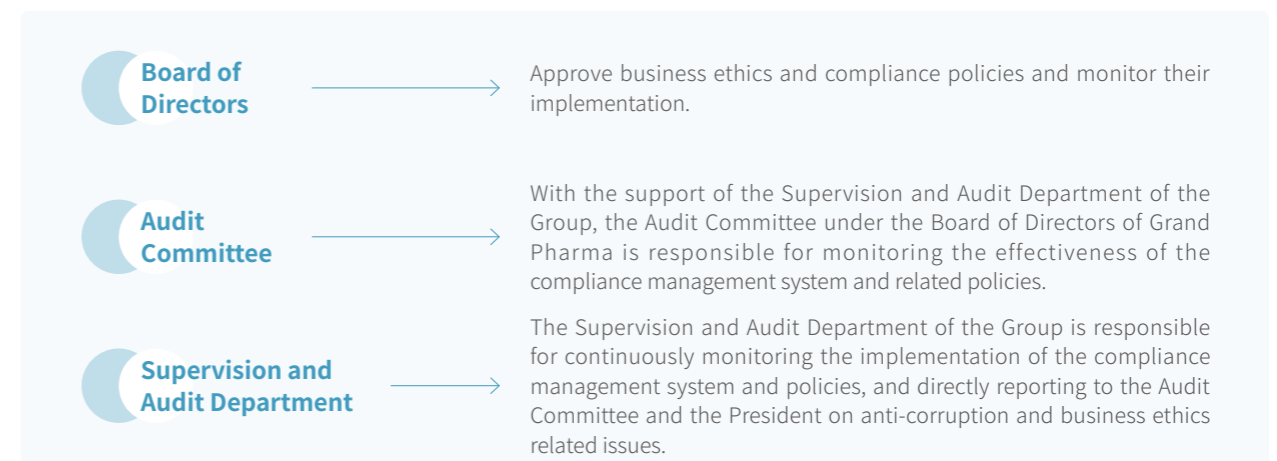 Board of
Directors
Approve business ethics and compliance policies and monitor their
implementation.
Audit
Committee
With the support of the Supervision and Audit Department of the
Group, the Audit Committee under the Board of Directors of Grand
Pharma is responsible for monitoring the effectiveness of the
compliance management system and related policies.
Supervision and
Audit Department
The Supervision and Audit Department of the Group is responsible
for continuously monitoring the implementation of the compliance
management system and policies, and directly reporting to the Audit
Committee and the President on anti-corruption and business ethics
related issues.